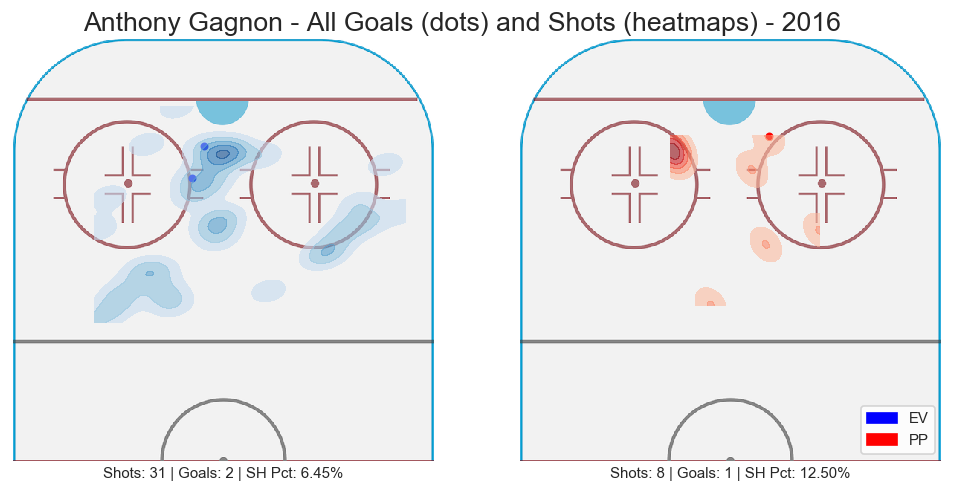 Anthony Gagnon - All Goals (dots) and Shots (heatmaps) - 2016
EV
PP
Shots: 31 | Goals: 2 | SH Pct: 6.45%
Shots: 8 | Goals: 1 | SH Pct: 12.50%